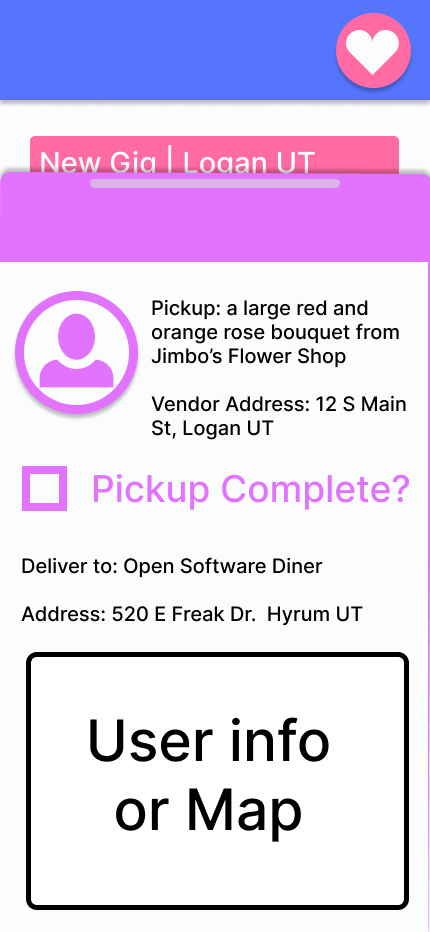 New Gig | Logan UT
Pickup: a large red and
orange rose bouquet from
Jimbo’s Flower Shop
Vendor Address: 12 S Main
St, Logan UT
Pickup Complete?
Deliver to: Open Software Diner
Address: 520 E Freak Dr.  Hyrum UT
User info
or Map